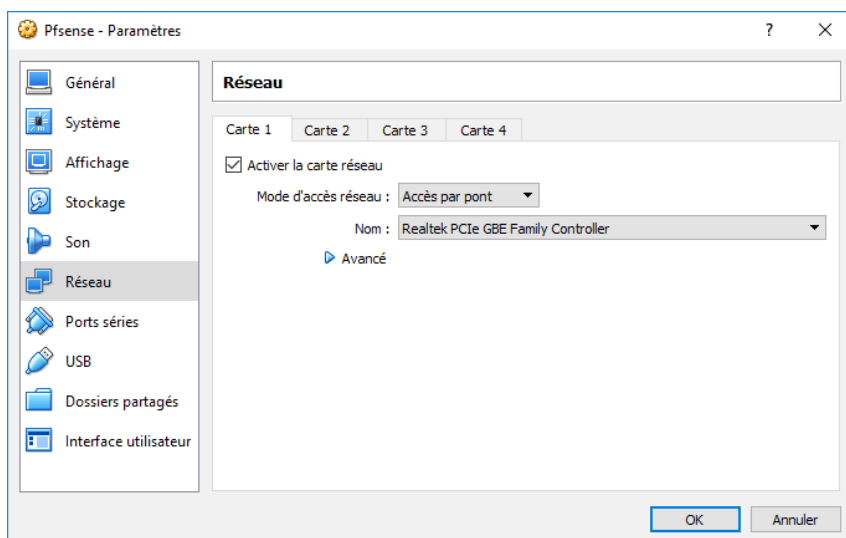 Pfsense - Paramètres
?
Général
Système
Affichage
Stockage
Son
Réseau
Ports séries
USB
Dossiers partagés
Interface utilisateur
Réseau
Carte 1 Carte 2 Carte 3 Carte 4
Activer la carte réseau
Mode d'accès réseau : Accès par pont
Nom : Realtek PCIe GBE Family Controller
Avancé
OK Annuler